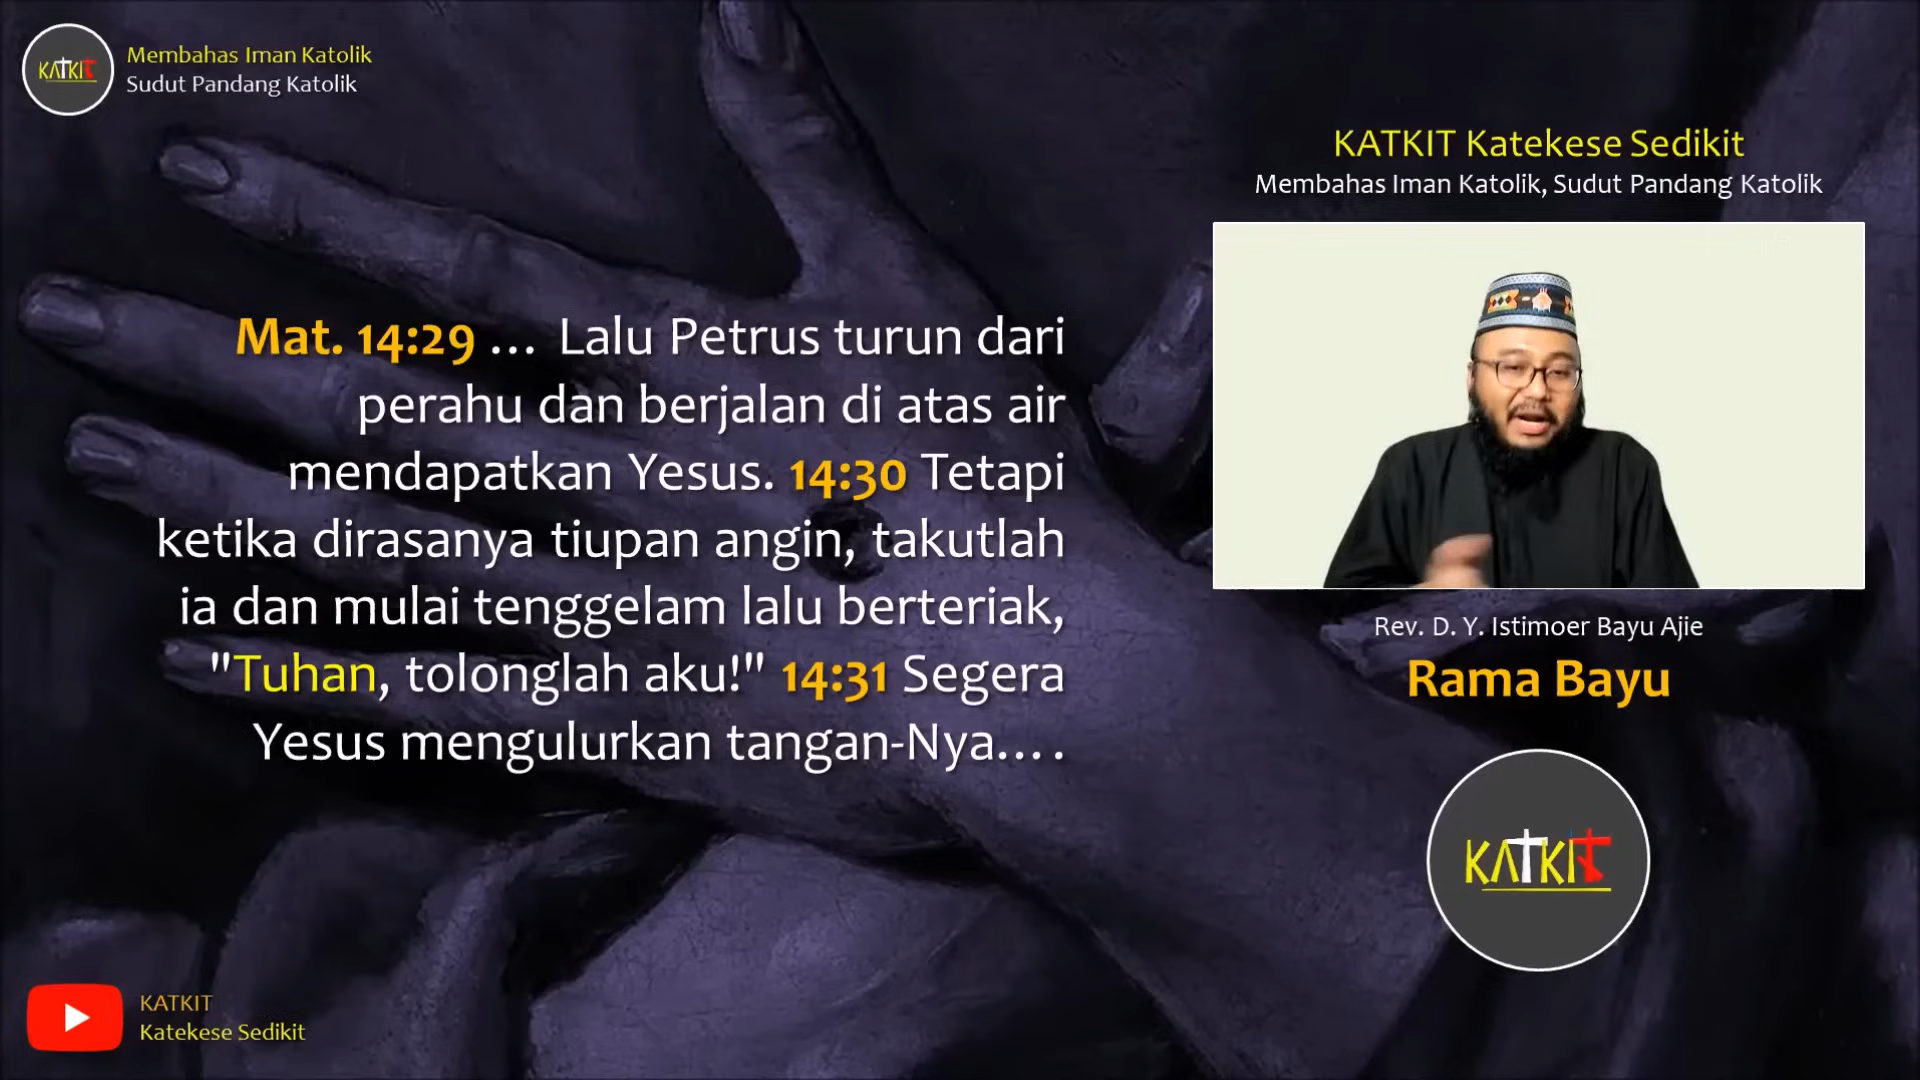 KATKIT
Membahas Iman Katolik
Sudut Pandang Katolik
Mat. 14:29 ... Lalu Petrus turun dari
perahu dan berjalan di atas air
mendapatkan Yesus. 14:30 Tetapi
ketika dirasanya tiupan angin, takutlah
ia dan mulai tenggelam lalu berteriak,
"Tuhan, tolonglah aku!" 14:31 Segera
Yesus mengulurkan tangan-Nya....
KATKIT Katekese Sedikit
Membahas Iman Katolik, Sudut Pandang Katolik
Rev. D. Y. Istimoer Bayu Ajie
Rama Bayu
KATKIT
KATKIT
Katekese Sedikit